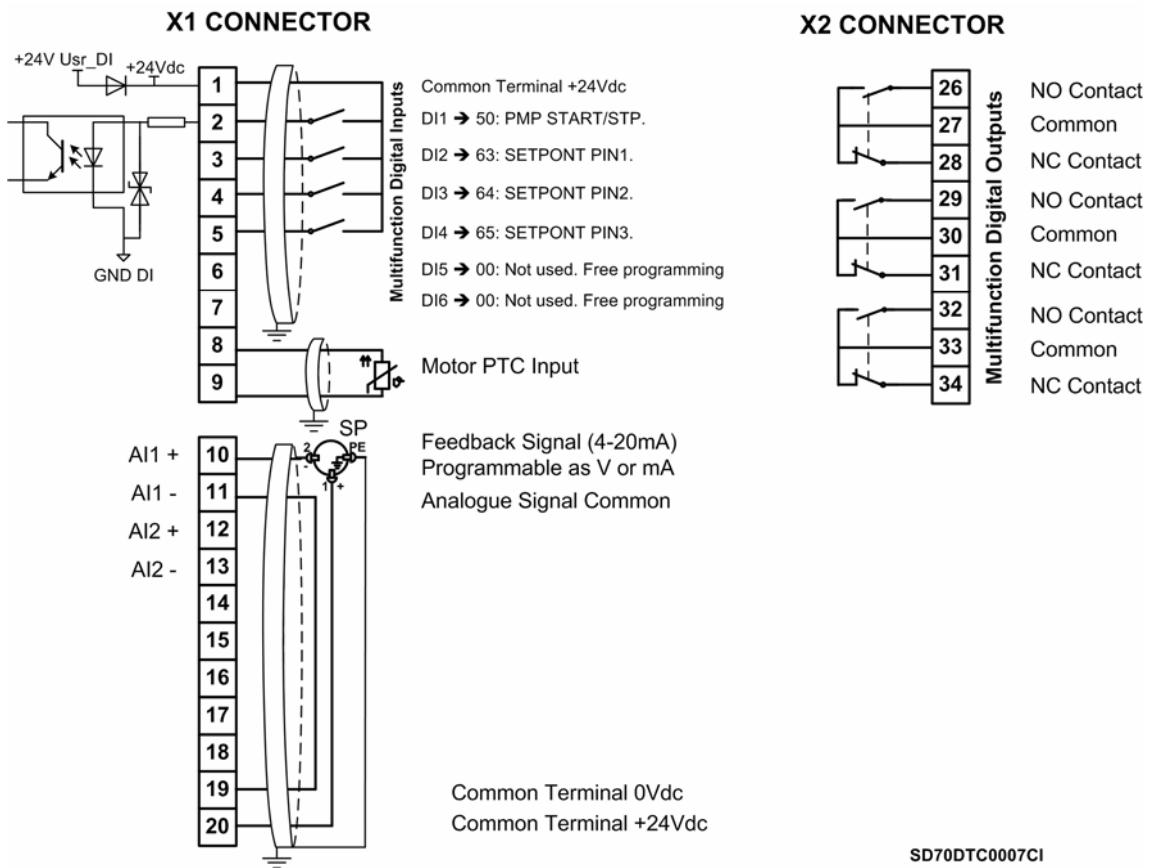 X1 CONNECTOR
+24V Usr_DI
+24Vdc
GND DI
1
2
3
4
5
6
7
8
9
Multifunction Digital Inputs
Common Terminal +24Vdc
DI1 → 50: PMP START/STP.
DI2 → 63: SETPONT PIN1.
DI3 → 64: SETPONT PIN2.
DI4 → 65: SETPONT PIN3.
DI5 → 00: Not used. Free programming
DI6 → 00: Not used. Free programming
Motor PTC Input
AI1 +
AI1 -
AI2 +
AI2 -
10
11
12
13
14
15
16
17
18
19
20
SP
2
-
PE
1
+
Feedback Signal (4-20mA)
Programmable as V or mA
Analogue Signal Common
Common Terminal 0Vdc
Common Terminal +24Vdc
X2 CONNECTOR
26
27
28
29
30
31
32
33
34
Multifunction Digital Outputs
NO Contact
Common
NC Contact
NO Contact
Common
NC Contact
NO Contact
Common
NC Contact
SD70DTC0007CI